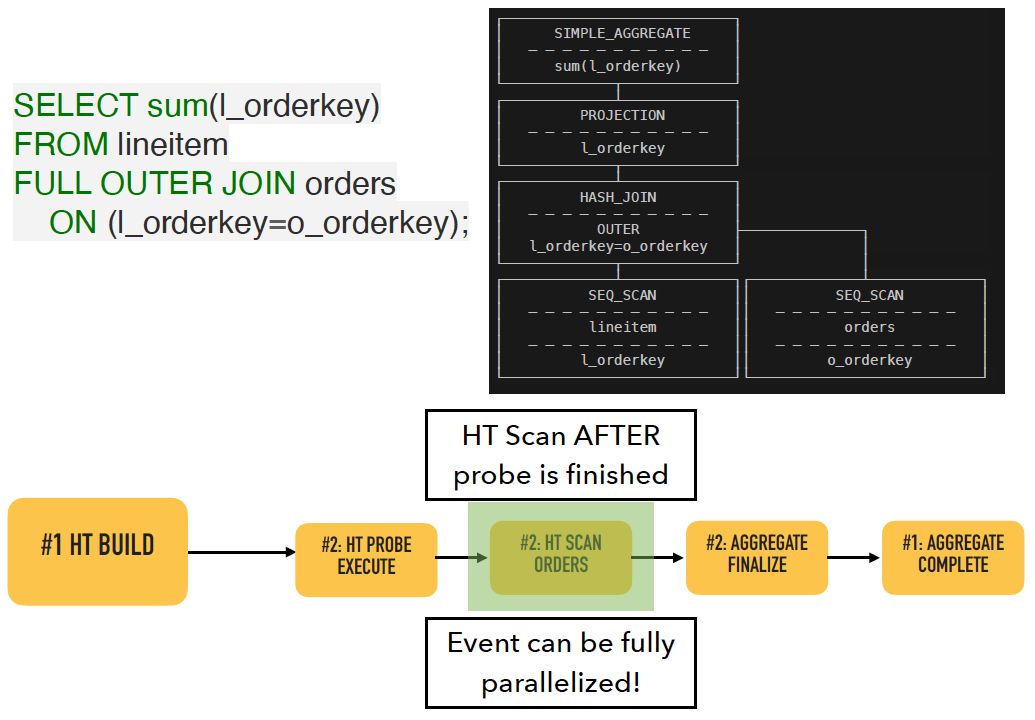 SELECT sum(l_orderkey)
FROM lineitem
FULL OUTER JOIN orders
ON (l_orderkey=o_orderkey);
SIMPLE_AGGREGATE
sum(l_orderkey)
PROJECTION
l_orderkey
HASH_JOIN
OUTER
l_orderkey=o_orderkey
SEQ_SCAN
lineitem
l_orderkey
SEQ_SCAN
orders
o_orderkey
HT Scan AFTER
probe is finished
#1 HT BUILD
#2: HT PROBE
EXECUTE
#2: HT SCAN
ORDERS
#2: AGGREGATE
FINALIZE
#1: AGGREGATE
COMPLETE
Event can be fully
parallelized!